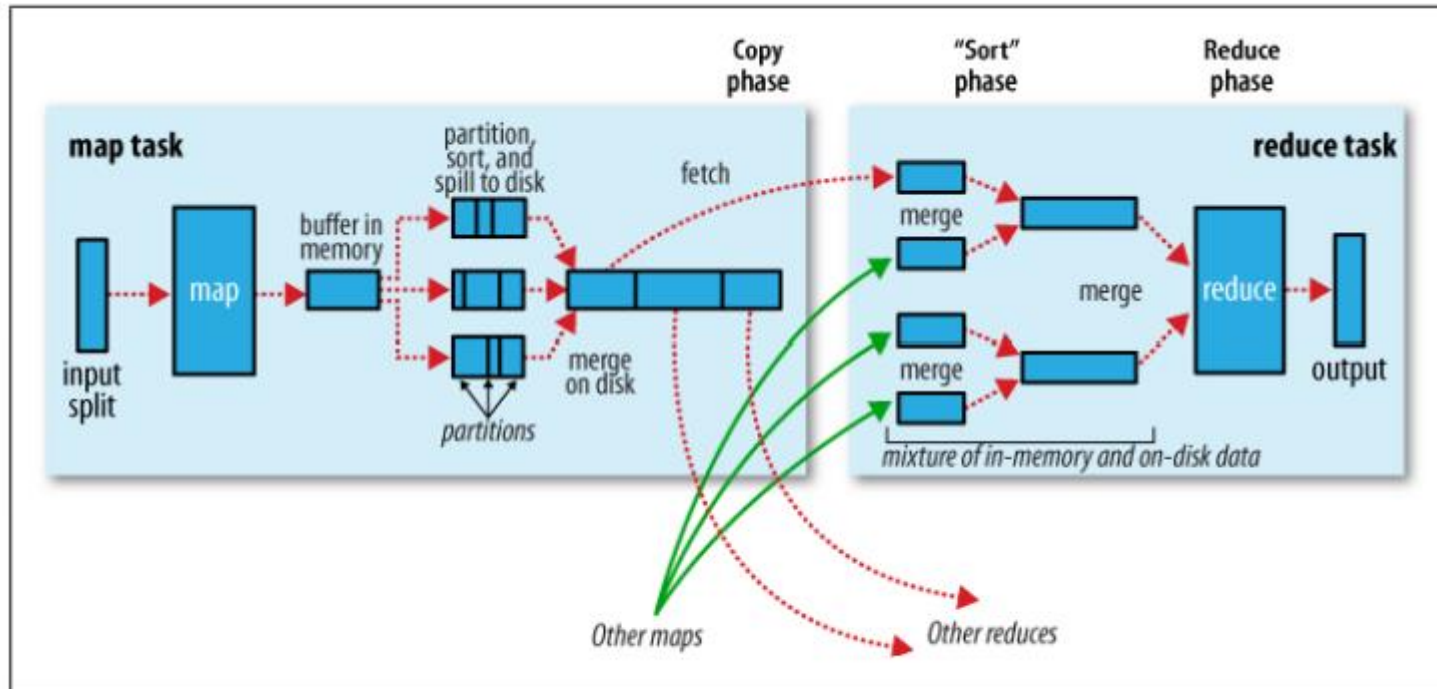 Copy
phase
“Sort”
phase
Reduce
phase
map task
partition,
sort, and
spill to disk
fetch
buffer in
memory
map
input
split
merge
on disk
partitions
reduce task
merge
merge
merge
reduce
output
mixture of in-memory and on-disk data
Other maps
Other reduces